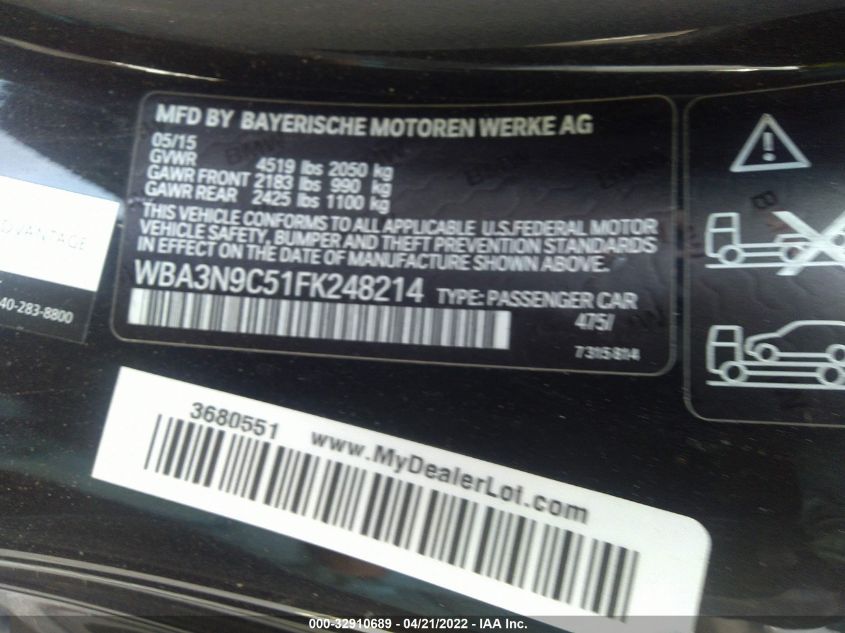 MFD BY BAYERISCHE MOTOREN WERKE AG
05/15
GVWR 4519 lbs 2050 kg
GAWR FRONT 2183 lbs 990 kg
GAWR REAR 2425 lbs 1100 kg
THIS VEHICLE CONFORMS TO ALL APPLICABLE U.S.FEDERAL MOTOR
VEHICLE SAFETY, BUMPER AND THEFT PREVENTION STANDARDS
IN EFFECT ON THE DATE OF MANUFACTURE SHOWN ABOVE.
WBA3N9C51FK248214 TYPE: PASSENGER CAR
475/
7315814
DVANTAGE
40-283-8800
3680551 www.MyDealerLot.com
000-32910689 - 04/21/2022 - IAA Inc.